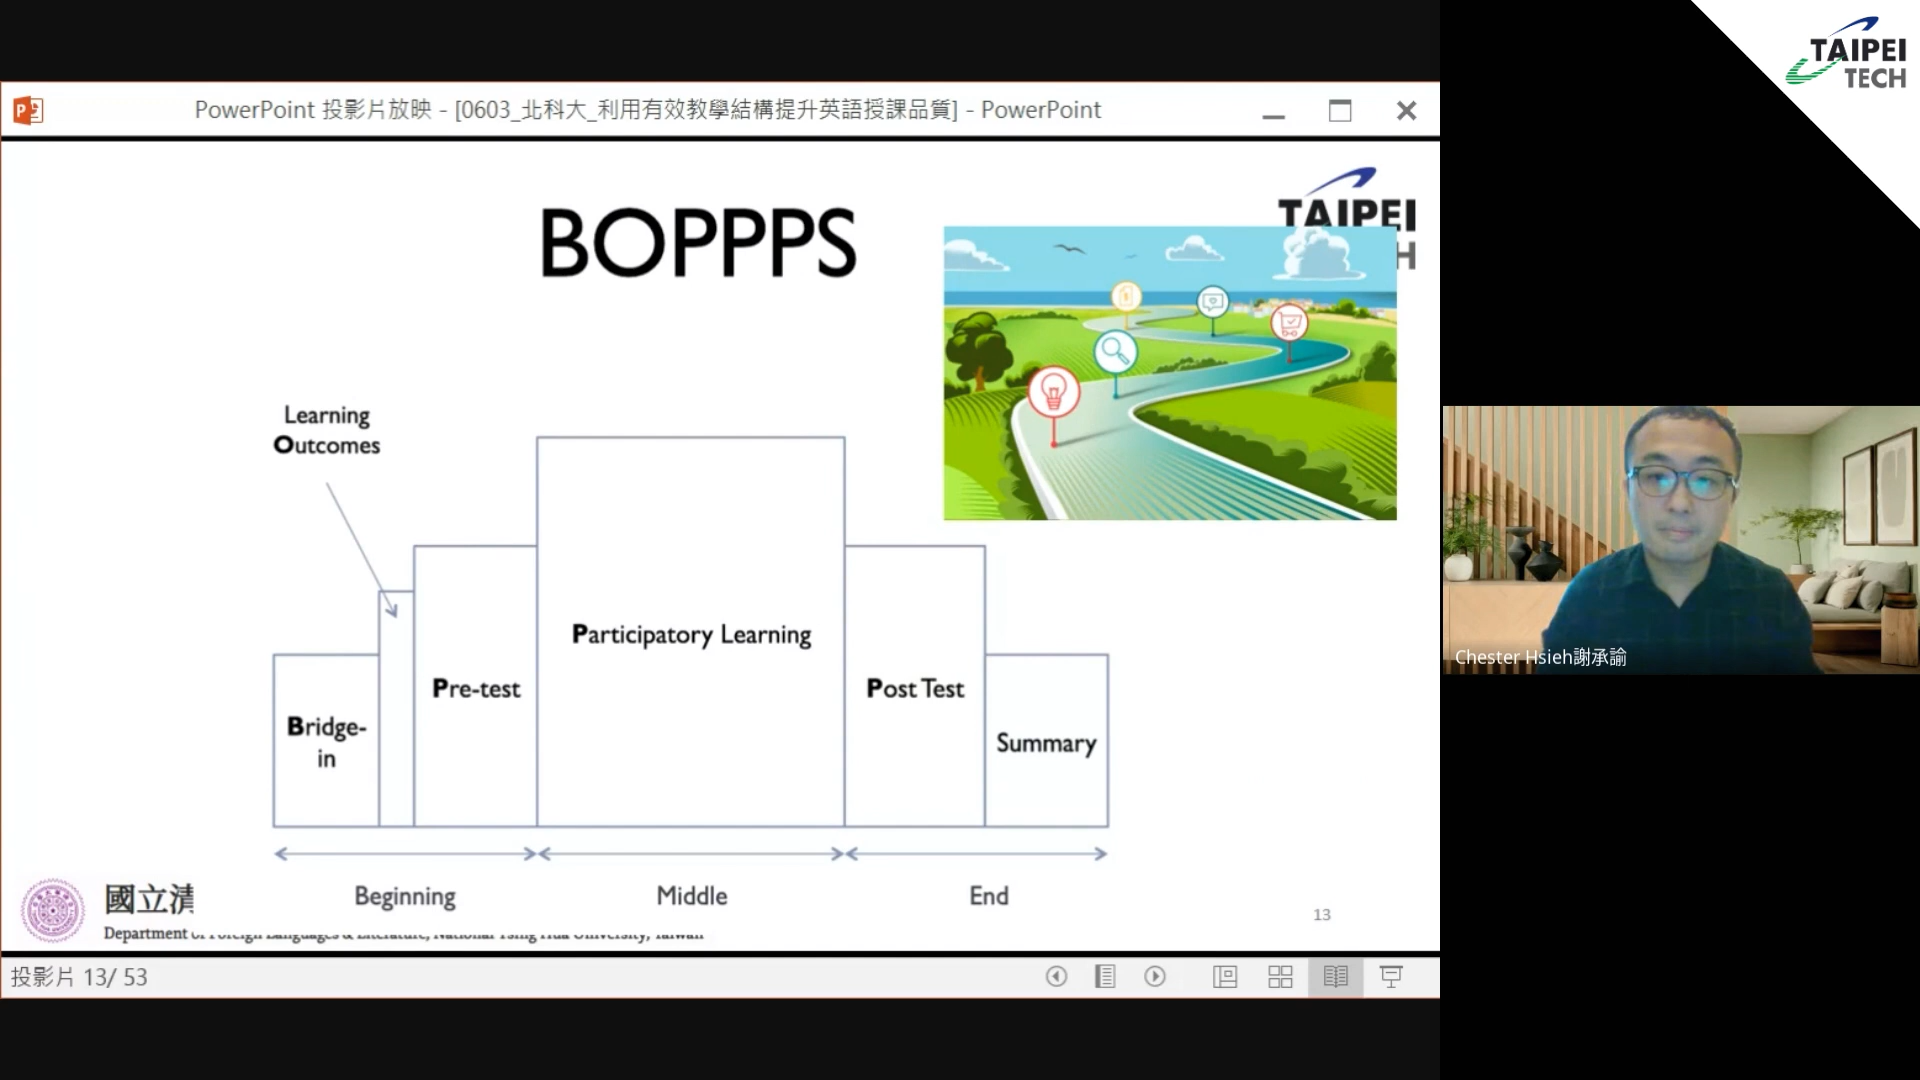 PowerPoint 投影片放映 - [0603_北科大_利用有效教學結構提升英語授課品質] - PowerPoint
TAIPEI
TECH
BOPPPS
TAIPEI
H
Learning
Outcomes
Participatory Learning
Pre-test
Post Test
Bridge-
in
Summary
Beginning
Middle
End
國立清
Department of Foreign Languages & Literature, National Tsing Hua University, Taiwan
13
投影片 13/ 53
Chester Hsieh謝承諭